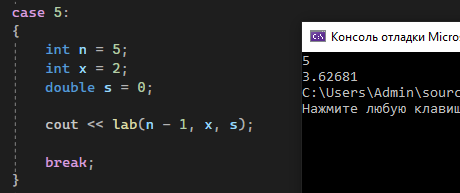 case 5:
{
int n = 5;
int x = 2;
double s = 0;
cout << lab(n - 1, x, s);
break;
}
Консоль отладки Micros
5
3.62681
C:\Users\Admin\sourc
Нажмите любую клавиш